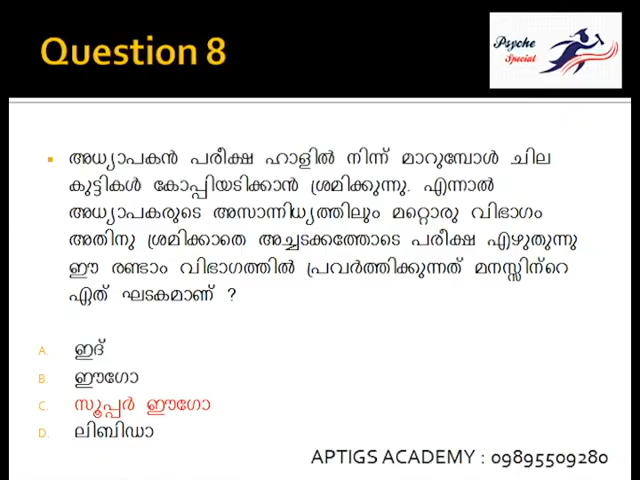 Question 8
Psyche
Special
അധ്യാപകൻ പരീക്ഷ ഹാളിൽ നിന്ന് മാറുമ്പോൾ ചില
കുട്ടികൾ കോപ്പിയടിക്കാൻ ശ്രമിക്കുന്നു. എന്നാൽ
അധ്യാപകരുടെ അസാന്നിധ്യത്തിലും മറ്റൊരു വിഭാഗം
അതിനു ശ്രമിക്കാതെ അച്ചടക്കത്തോടെ പരീക്ഷ എഴുതുന്നു
ഈ രണ്ടാം വിഭാഗത്തിൽ പ്രവർത്തിക്കുന്നത് മനസ്സിന്റെ
ഏത് ഘടകമാണ് ?
A. ഇദ്
B. ഈഗോ
C. സൂപ്പർ ഈഗോ
D. ലിബിഡാ
APTIGS ACADEMY : 09895509280